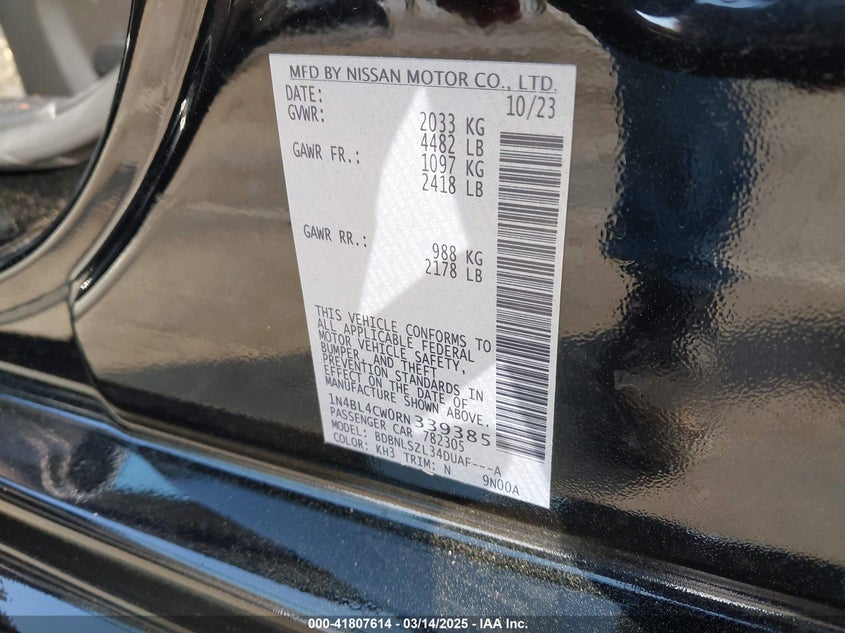 MFD BY NISSAN MOTOR CO., LTD.
DATE: 10/23
GVWR: 2033 KG
4482 LB
GAWR FR.: 1097 KG
2418 LB
GAWR RR.: 988 KG
2178 LB
THIS VEHICLE CONFORMS TO
ALL APPLICABLE FEDERAL
MOTOR VEHICLE SAFETY,
BUMPER, AND THEFT
PREVENTION STANDARDS IN
EFFECT ON THE DATE OF
MANUFACTURE SHOWN ABOVE.
1N4BL4CW0RN339385
PASSENGER CAR 782305
MODEL: BDBNLSZL34DUAF---A
COLOR: KH3 TRIM: N 9N00A
000-41807614 - 03/14/2025 - IAA Inc.